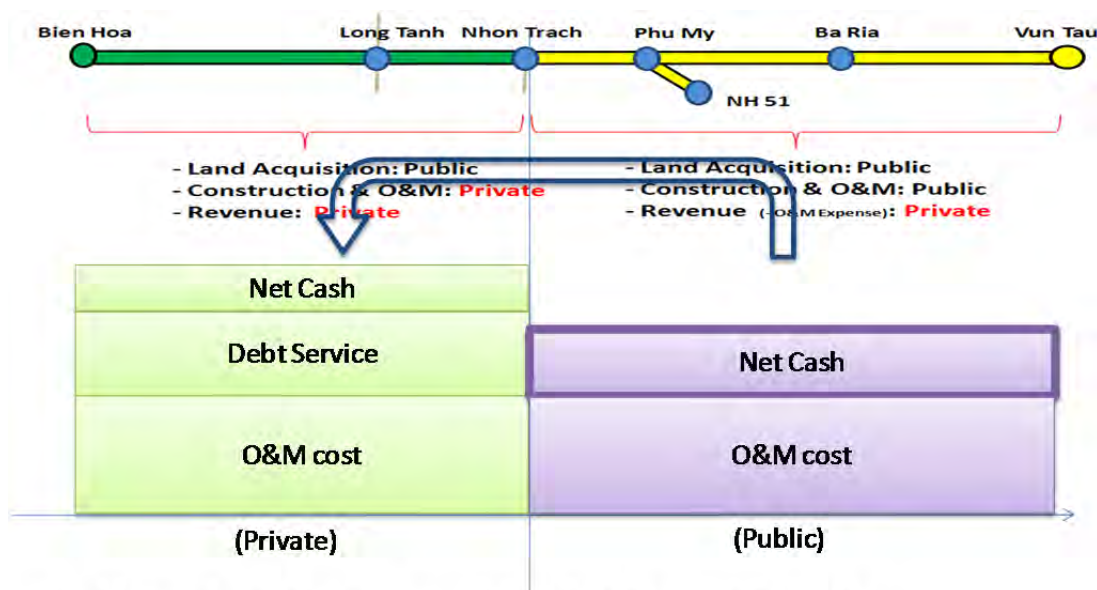 Bien Hoa Long Tanh Nhon Trach Phu My Ba Ria Vun Tau
NH 51
- Land Acquisition: Public
- Construction & O&M: Private
- Revenue: Private
- Land Acquisition: Public
- Construction & O&M: Public
- Revenue (-O&M Expense): Private
Net Cash
Debt Service
O&M cost
Net Cash
O&M cost
(Private)
(Public)